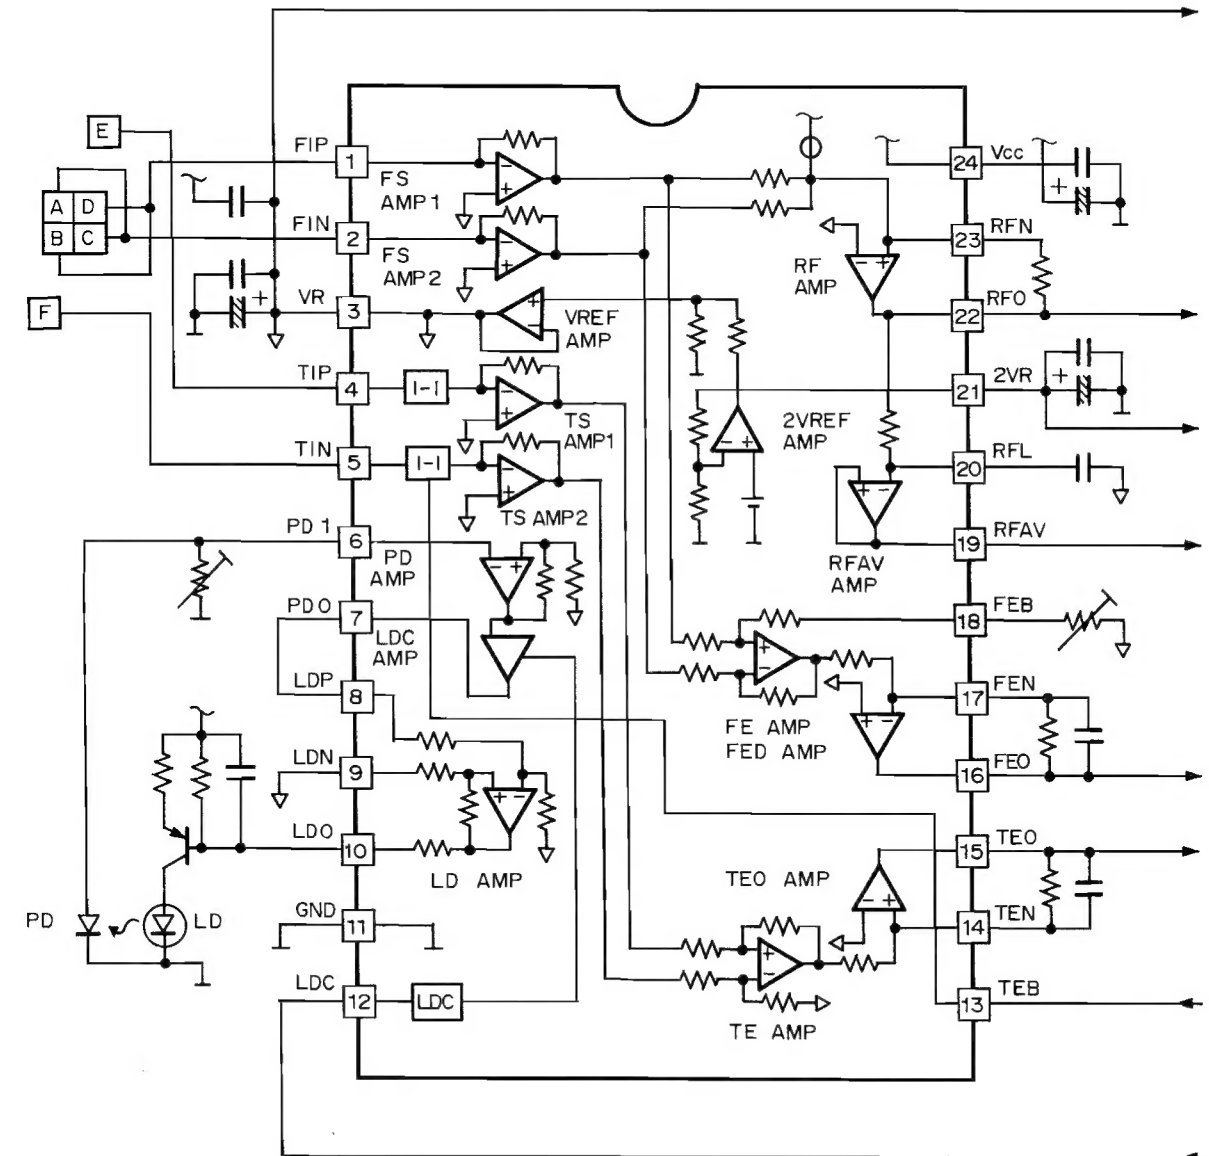 E
A D
B C
F
FIP
1
FS
AMP1
FIN
2
FS
AMP2
VR
3
VREF
AMP
TIP
4
I-I
TS
AMP1
TIN
5
I-I
TS AMP2
PD 1
6
PD
AMP
PDO
7
LDC
AMP
LDP
8
LDN
9
LDO
10
LD AMP
PD
LD
GND
11
LDC
12
LDC
24
Vcc
23
RFN
RF
AMP
22
RFO
21
2VR
2VREF
AMP
20
RFL
19
RFAV
RFAV
AMP
18
FEB
17
FEN
FE AMP
FED AMP
16
FEO
15
TEO
TEO AMP
14
TEN
13
TEB
TE AMP